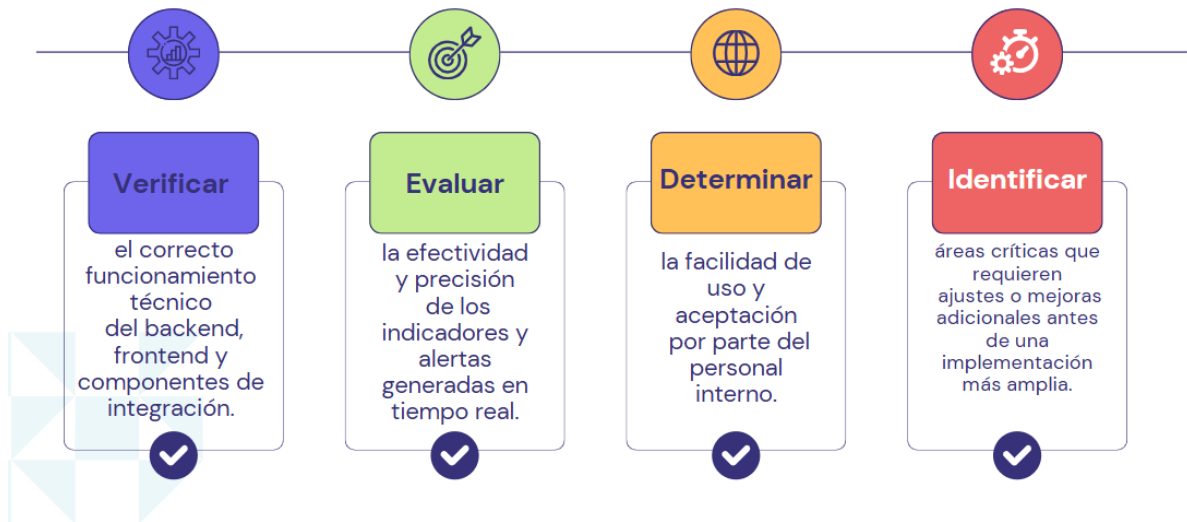 Verificar
el correcto
funcionamiento
técnico
del backend,
frontend y
componentes de
integración.
Evaluar
la efectividad
y precisión
de los
indicadores y
alertas
generadas en
tiempo real.
Determinar
la facilidad de
uso y
aceptación
por parte del
personal
interno.
Identificar
áreas críticas que
requieren
ajustes o mejoras
adicionales antes
de una
implementación
más amplia.